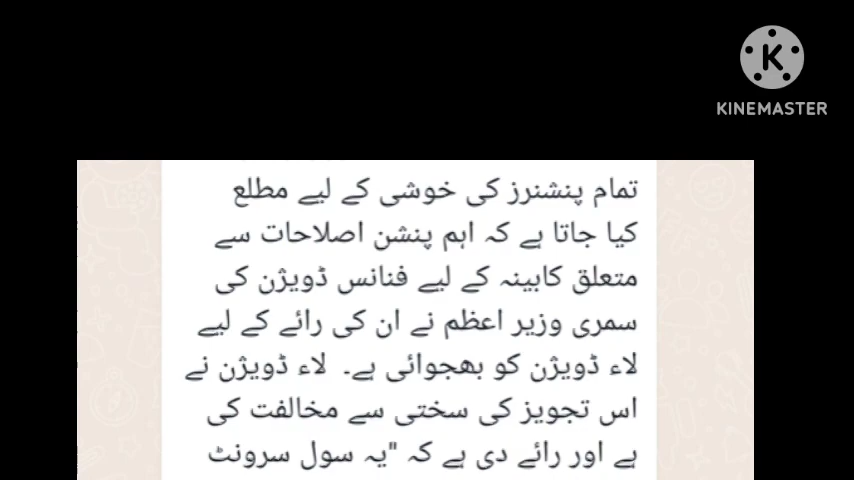 KINEMASTER
تمام پنشنرز کی خوشی کے لیے مطلع
کیا جاتا ہے کہ اہم پنشن اصلاحات سے
متعلق کابینہ کے لیے فنانس ڈویژن کی
سمری وزیر اعظم نے ان کی رائے کے لیے
لاء ڈویژن کو بھجوائی ہے۔ لاء ڈویژن نے
اس تجویز کی سختی سے مخالفت کی
ہے اور رائے دی ہے کہ "یہ سول سرونٹ